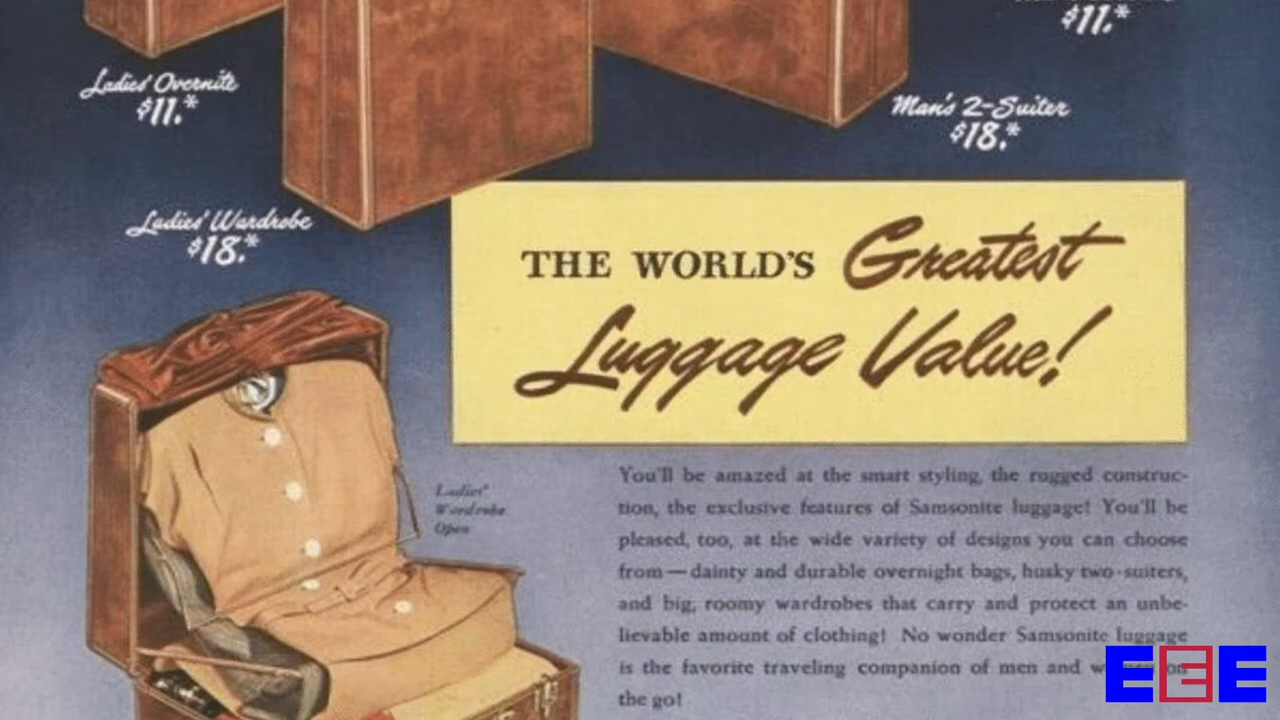 $11.*
Ladies' Overnite
$11.*
Man's 2-Suiter
$18.*
Ladies' Wardrobe
$18.*
THE WORLD'S Greatest
Luggage Value!
Ladies'
Wardrobe
Open
You'll be amazed at the smart styling, the rugged construc-
tion, the exclusive features of Samsonite luggage! You'll be
pleased, too, at the wide variety of designs you can choose
from—dainty and durable overnight bags, husky two-suiters,
and big, roomy wardrobes that carry and protect an unbe-
lievable amount of clothing! No wonder Samsonite luggage
is the favorite traveling companion of men and on
the go!
EEE